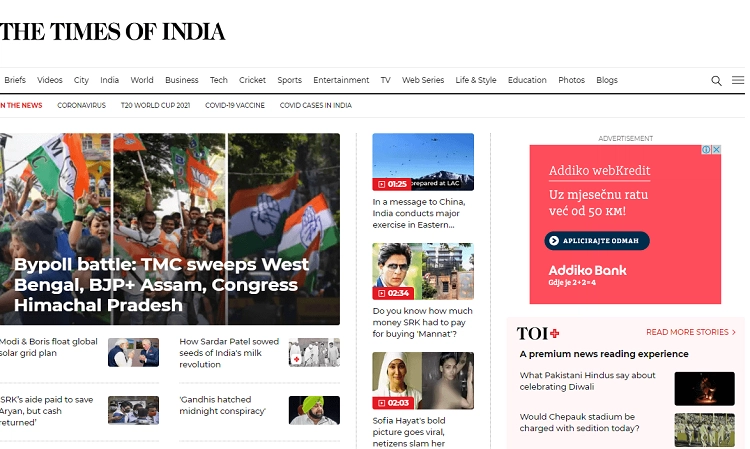 THE TIMES OF INDIA
Briefs Videos City India World Business Tech Cricket Sports Entertainment TV Web Series Life & Style Education Photos Blogs
N THE NEWS CORONAVIRUS T20 WORLD CUP 2021 COVID-19 VACCINE COVID CASES IN INDIA
Bypoll battle: TMC sweeps West
Bengal, BJP+ Assam, Congress
Himachal Pradesh
Modi & Boris float global
solar grid plan
How Sardar Patel sowed
seeds of India's milk
revolution
'SRK's aide paid to save
Aryan, but cash
returned'
'Gandhis hatched
midnight conspiracy'
01:25
prepared at LAC
In a message to China,
India conducts major
exercise in Eastern...
02:34
Do you know how much
money SRK had to pay
for buying 'Mannat'?
02:03
Sofia Hayat's bold
picture goes viral,
netizens slam her
ADVERTISEMENT
Addiko webKredit
Uz mjesečnu ratu
već od 50 KM!
APLICIRAJTE ODMAH
Addiko Bank
Gdje je 2+2=4
TOI+ READ MORE STORIES
A premium news reading experience
What Pakistani Hindus say about
celebrating Diwali
Would Chepauk stadium be
charged with sedition today?